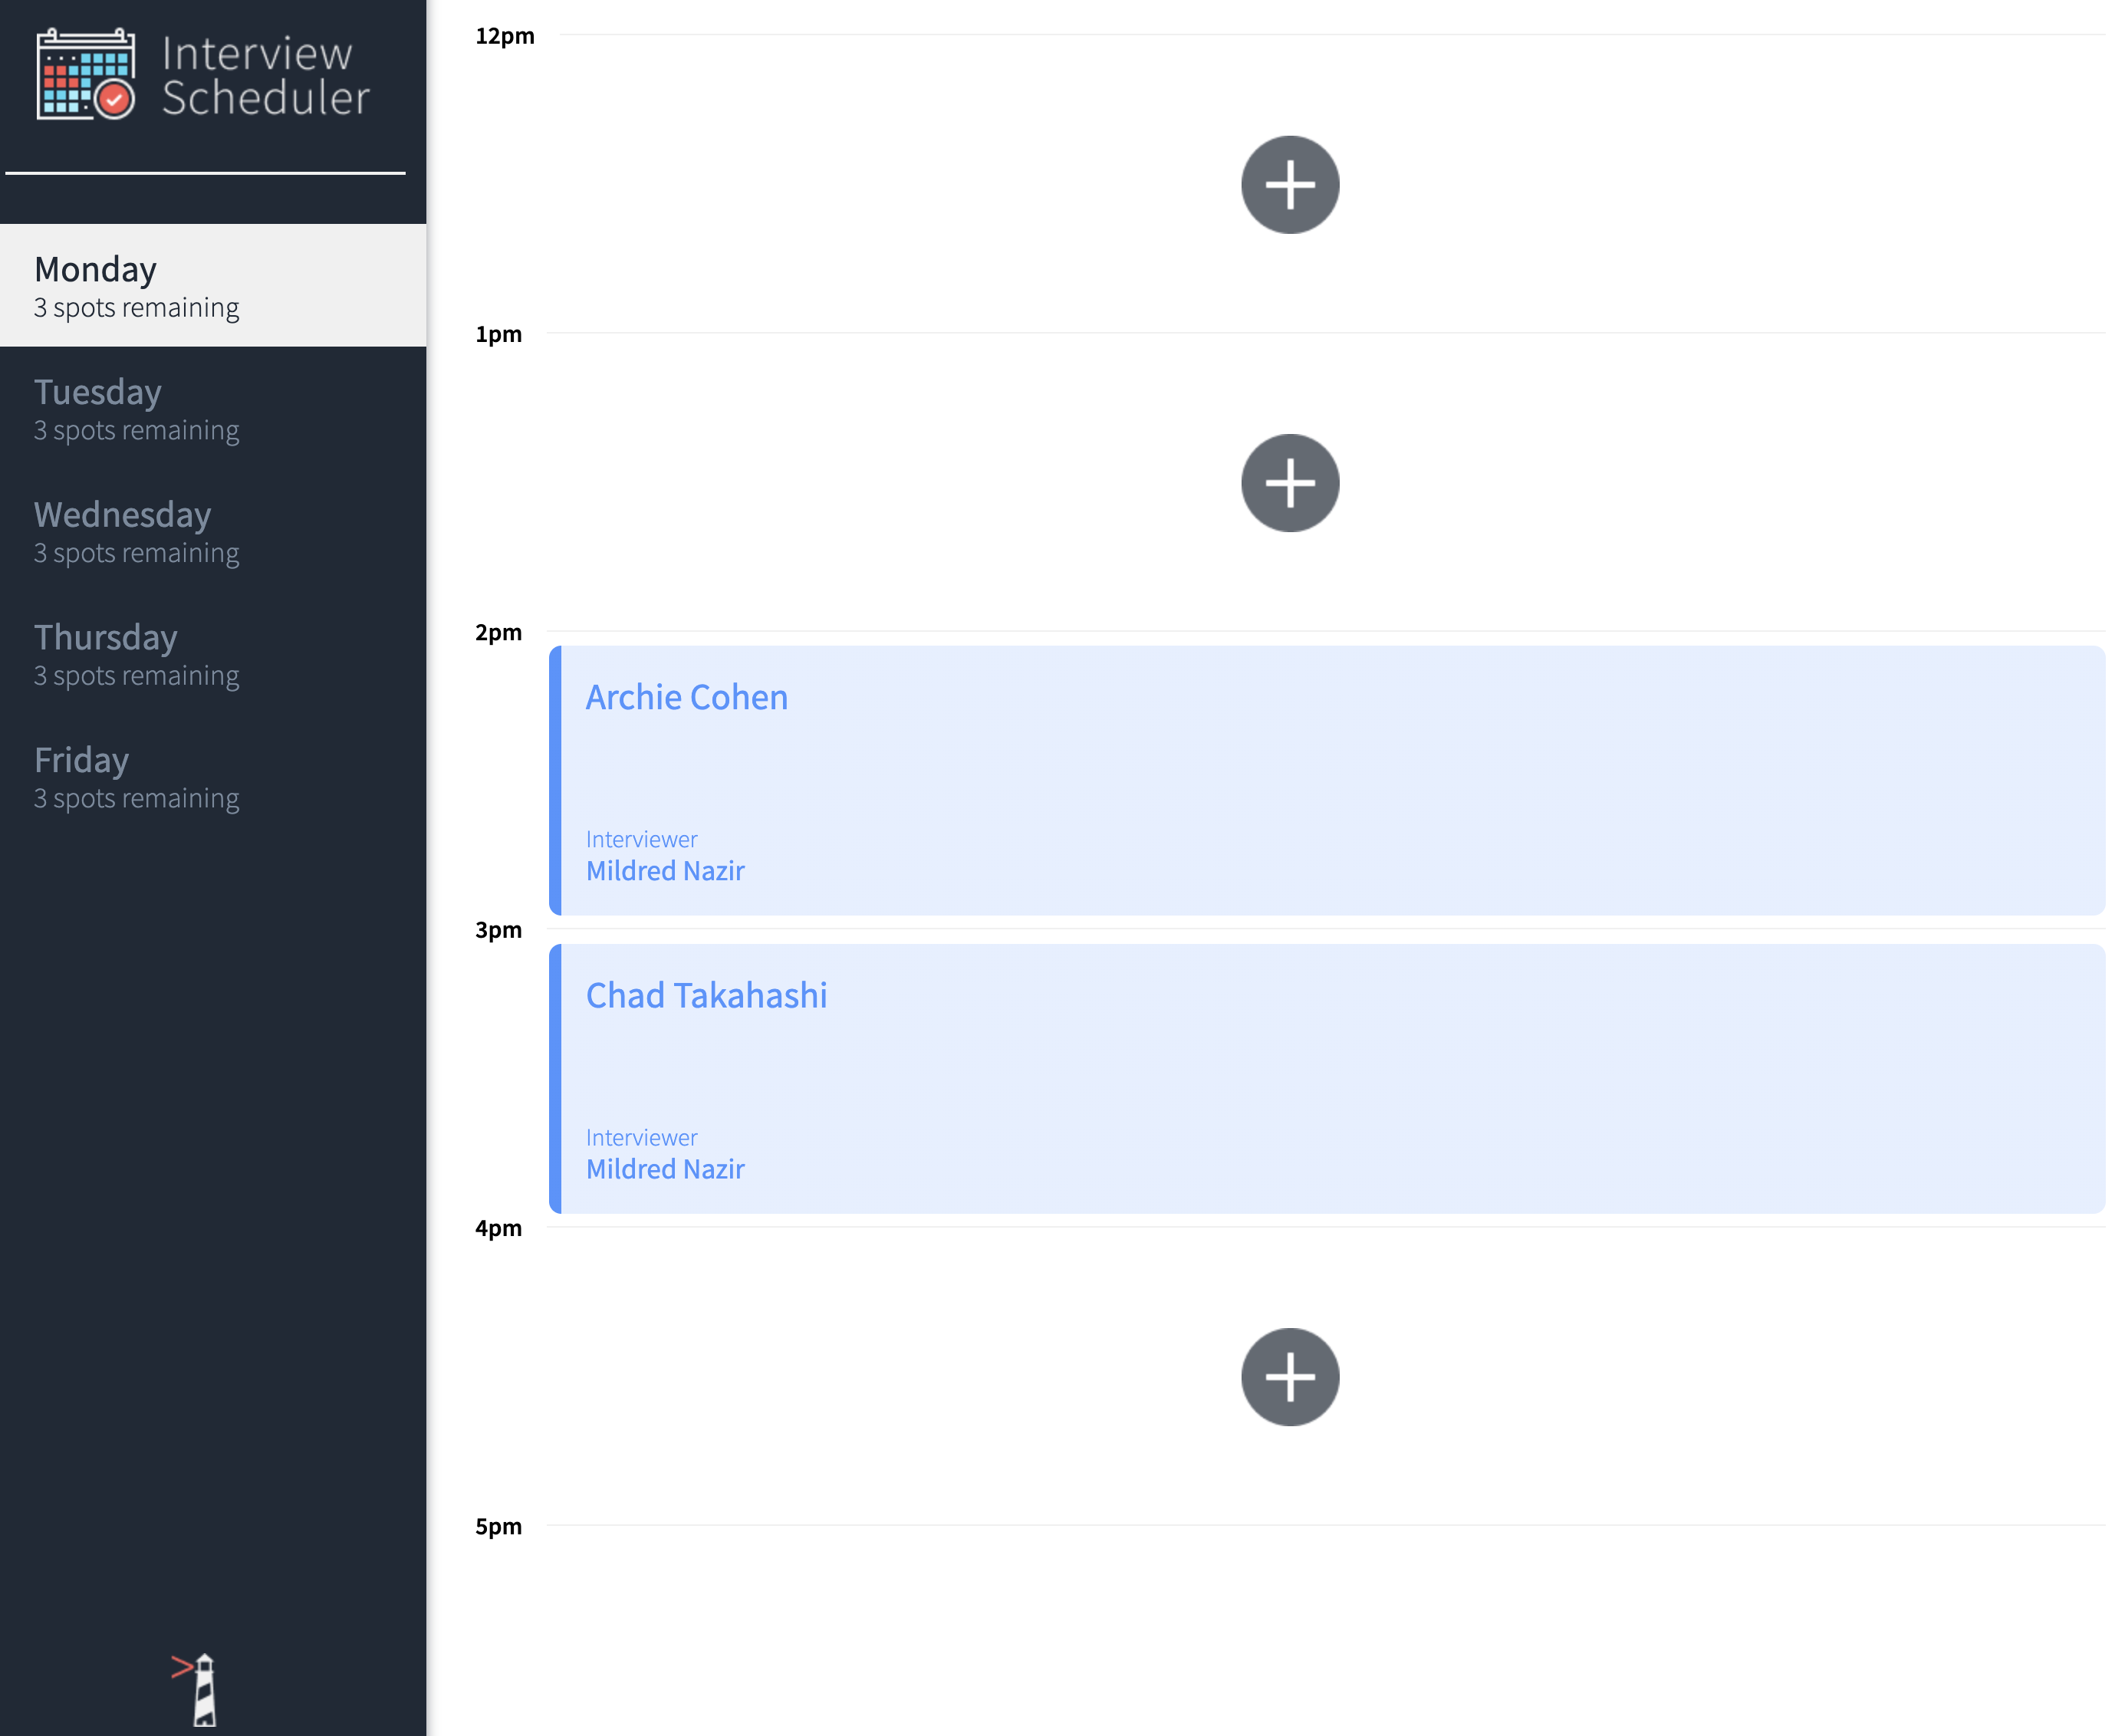 Interview
Scheduler
Monday
3 spots remaining
Tuesday
3 spots remaining
Wednesday
3 spots remaining
Thursday
3 spots remaining
Friday
3 spots remaining
12pm
1pm
2pm
Archie Cohen
Interviewer
Mildred Nazir
3pm
Chad Takahashi
Interviewer
Mildred Nazir
4pm
5pm